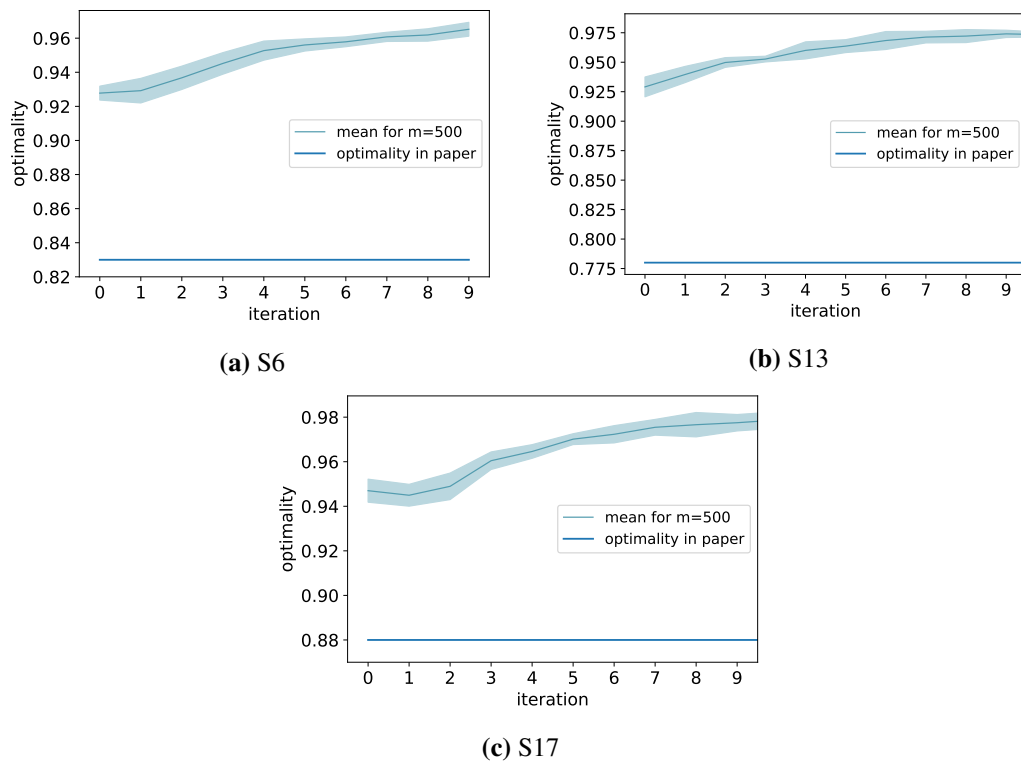 0.96
0.94
0.92
0.90
0.88
0.86
0.84
0.82
optimality
mean for m=500
optimality in paper
0 1 2 3 4 5 6 7 8 9
iteration
(a) S6
0.975
0.950
0.925
0.900
0.875
0.850
0.825
0.800
0.775
optimality
mean for m=500
optimality in paper
0 1 2 3 4 5 6 7 8 9
iteration
(b) S13
0.98
0.96
0.94
0.92
0.90
0.88
optimality
mean for m=500
optimality in paper
0 1 2 3 4 5 6 7 8 9
iteration
(c) S17